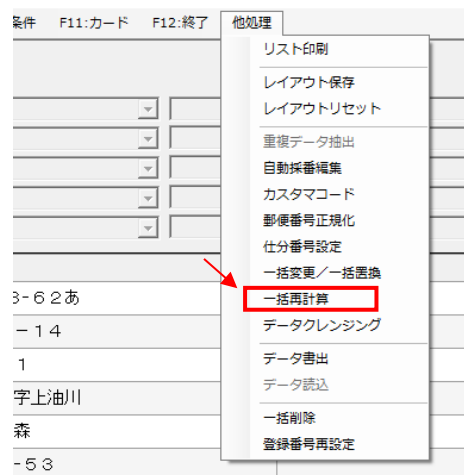 条件 F11:カード F12:終了 他処理
リスト印刷
レイアウト保存
レイアウトリセット
重複データ抽出
自動採番編集
カスタマコード
郵便番号正規化
仕分番号設定
一括変更／一括置換
一括再計算
データクレンジング
データ書出
データ読込
一括削除
登録番号再設定
3-６２あ
－１４
１
字上油川
森
-５３